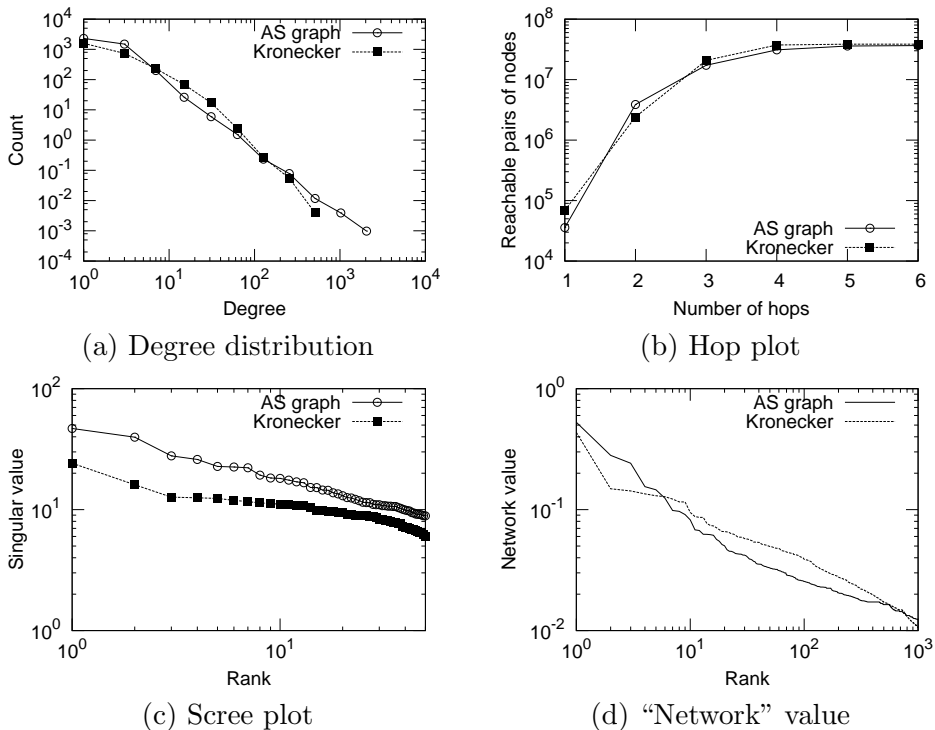 10^4
10^3
10^2
10^1
10^0
10^-1
10^-2
10^-3
10^-4
Count
AS graph
Kronecker
10^0 10^1 10^2 10^3 10^4
Degree
(a) Degree distribution
10^8
10^7
10^6
10^5
10^4
Reachable pairs of nodes
AS graph
Kronecker
1 2 3 4 5 6
Number of hops
(b) Hop plot
10^2
10^1
10^0
Singular value
AS graph
Kronecker
10^0 10^1
Rank
(c) Scree plot
10^0
10^-1
10^-2
Network value
AS graph
Kronecker
10^0 10^1 10^2 10^3
Rank
(d) “Network” value